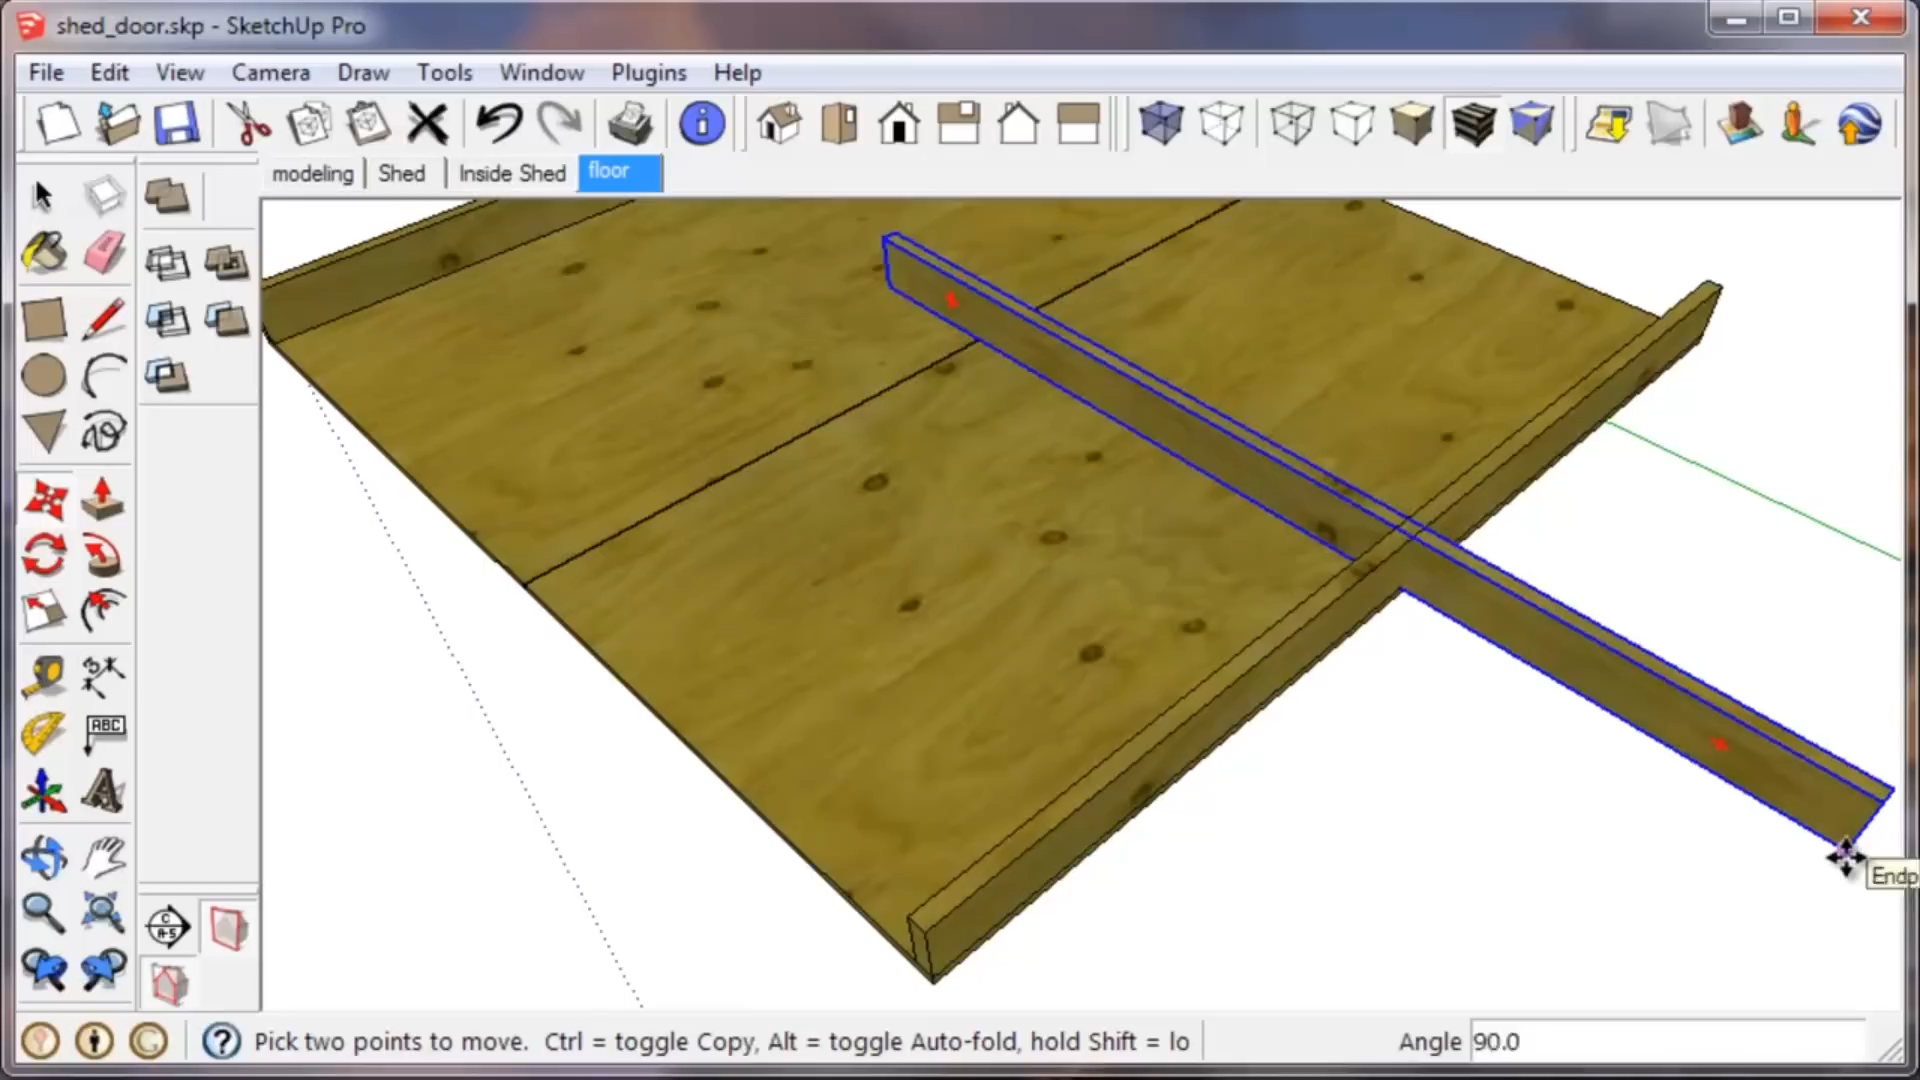 shed_door.skp - SketchUp Pro
File Edit View Camera Draw Tools Window Plugins Help
modeling Shed Inside Shed floor
ABC
C
A-5
Endp
Pick two points to move. Ctrl = toggle Copy, Alt = toggle Auto-fold, hold Shift = lo
Angle 90.0